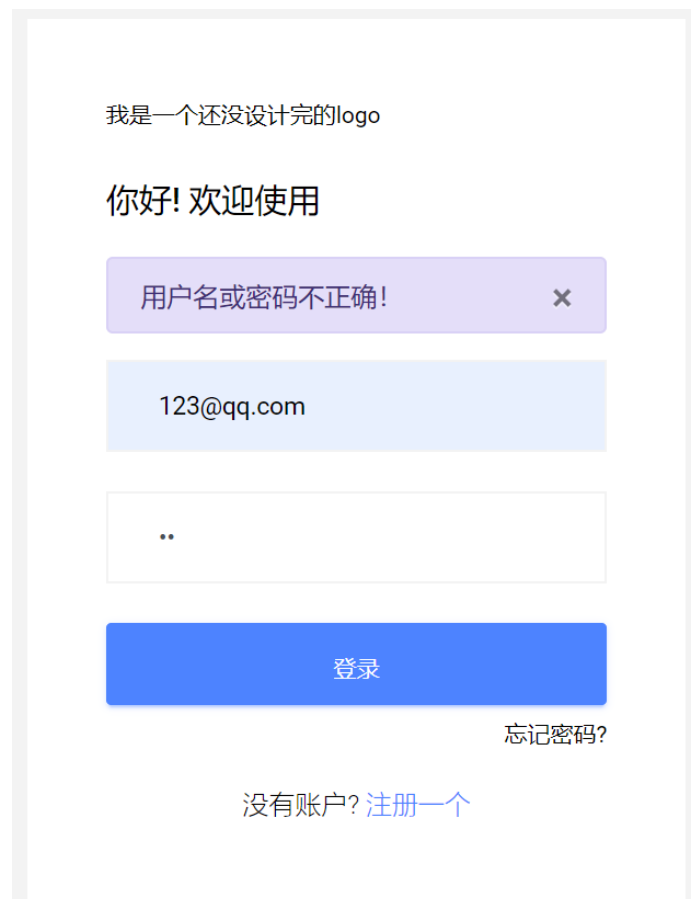 我是一个还没设计完的logo
你好! 欢迎使用
用户名或密码不正确！ ×
123@qq.com
••
登录
忘记密码?
没有账户? 注册一个